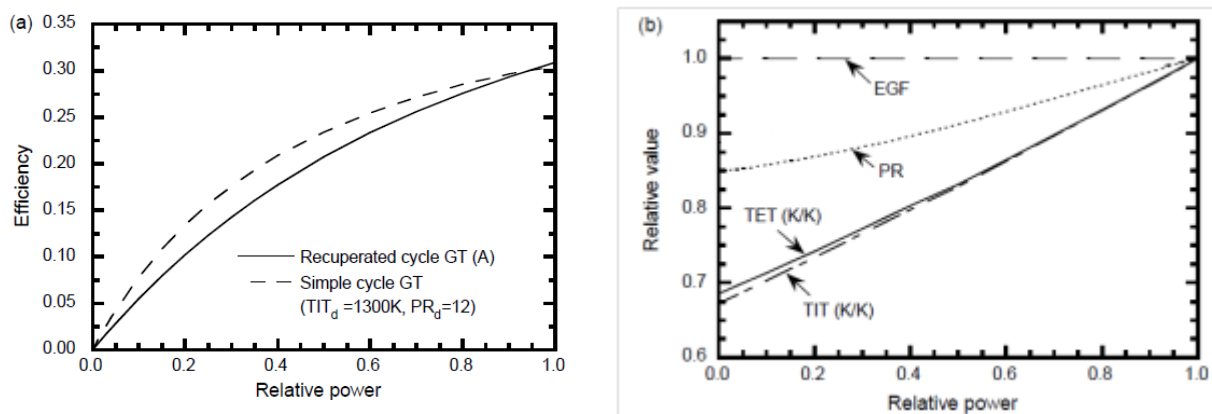 (a)
0.35
0.30
0.25
0.20
0.15
0.10
0.05
0.00
Efficiency
Recuperated cycle GT (A)
Simple cycle GT
(TIT_d =1300K, PR_d=12)
0.0 0.2 0.4 0.6 0.8 1.0
Relative power
(b)
1.0
0.9
0.8
0.7
0.6
Relative value
EGF
PR
TET (K/K)
TIT (K/K)
0.0 0.2 0.4 0.6 0.8 1.0
Relative power